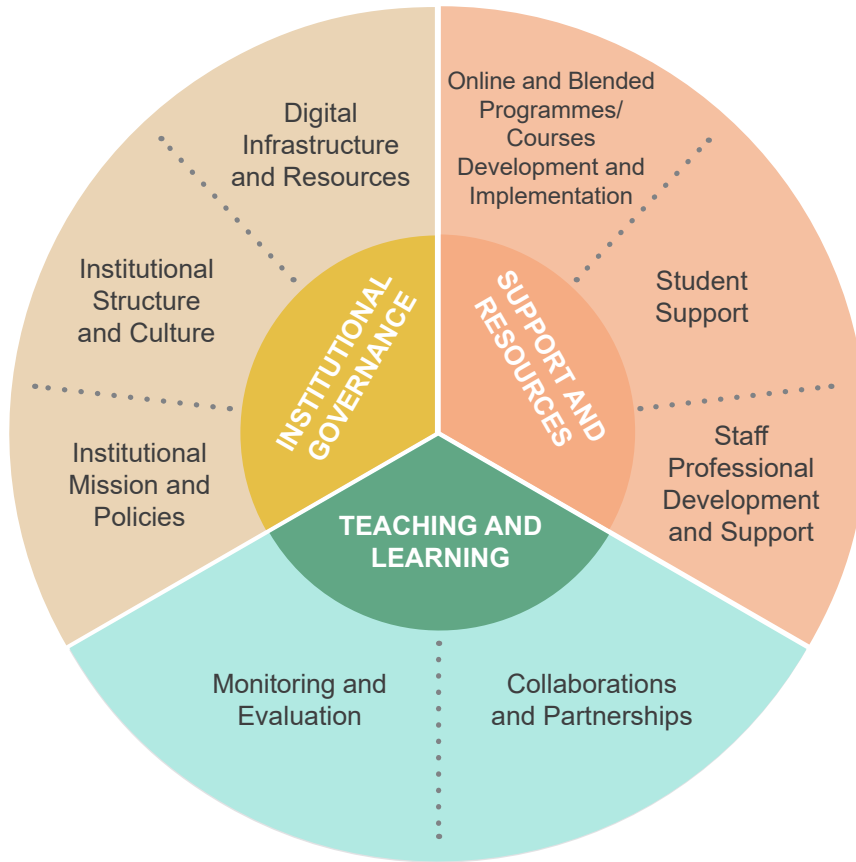 Digital
Infrastructure
and Resources
Institutional
Structure
and Culture
Institutional
Mission and
Policies
INSTITUTIONAL
GOVERNANCE
Online and Blended
Programmes/
Courses
Development and
Implementation
Student
Support
Staff
Professional
Development
and Support
SUPPORT AND
RESOURCES
TEACHING AND
LEARNING
Monitoring and
Evaluation
Collaborations
and Partnerships